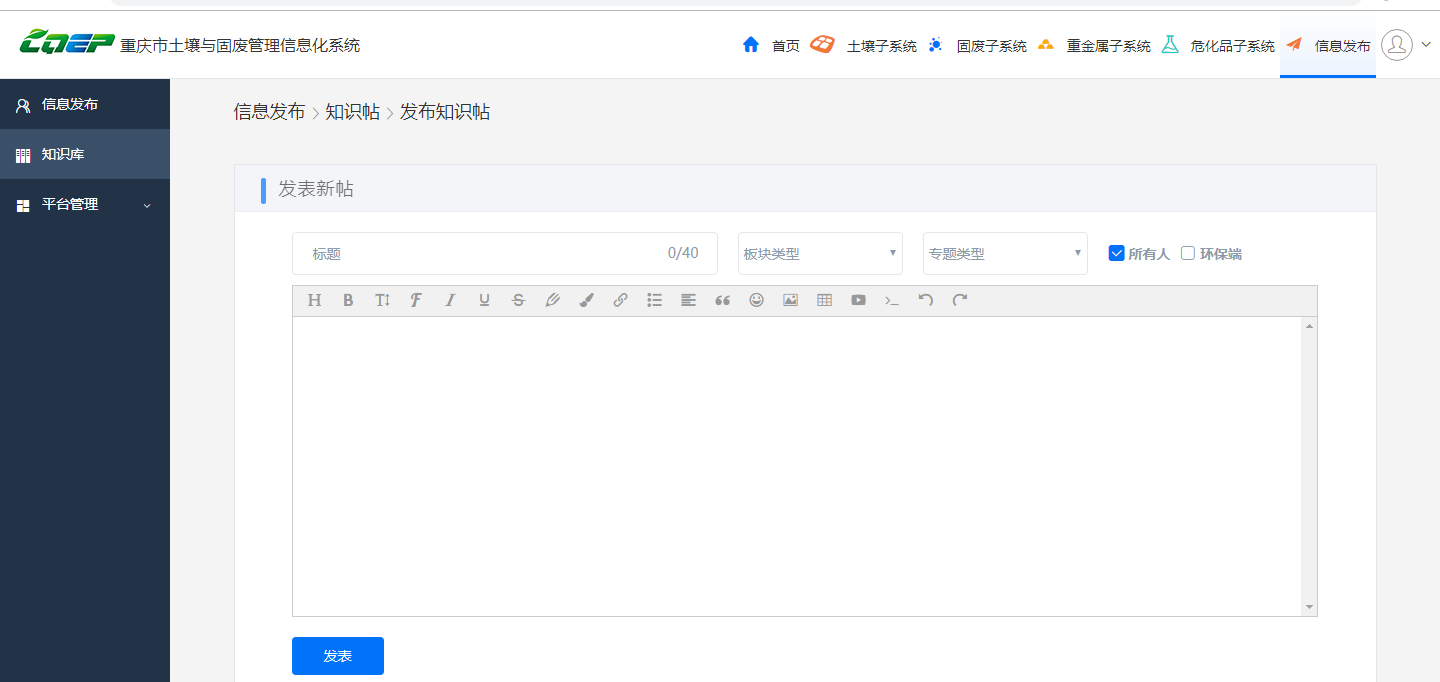 CQEP 重庆市土壤与固废管理信息化系统 首页 土壤子系统 固废子系统 重金属子系统 危化品子系统 信息发布
信息发布
知识库
平台管理
信息发布 > 知识帖 > 发布知识帖
发表新帖
标题 0/40 板块类型 专题类型 所有人 环保端
发表